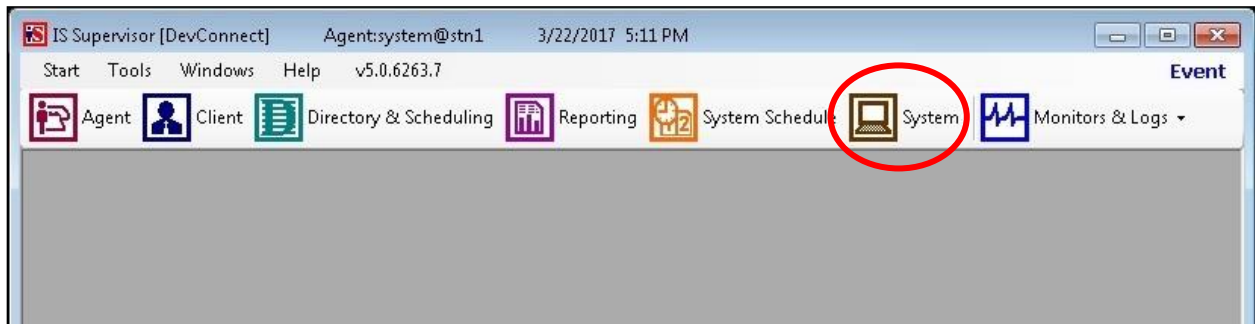 IS Supervisor [DevConnect] Agent:system@stn1 3/22/2017 5:11 PM
Start Tools Windows Help v5.0.6263.7 Event
Agent Client Directory & Scheduling Reporting System Schedule System Monitors & Logs